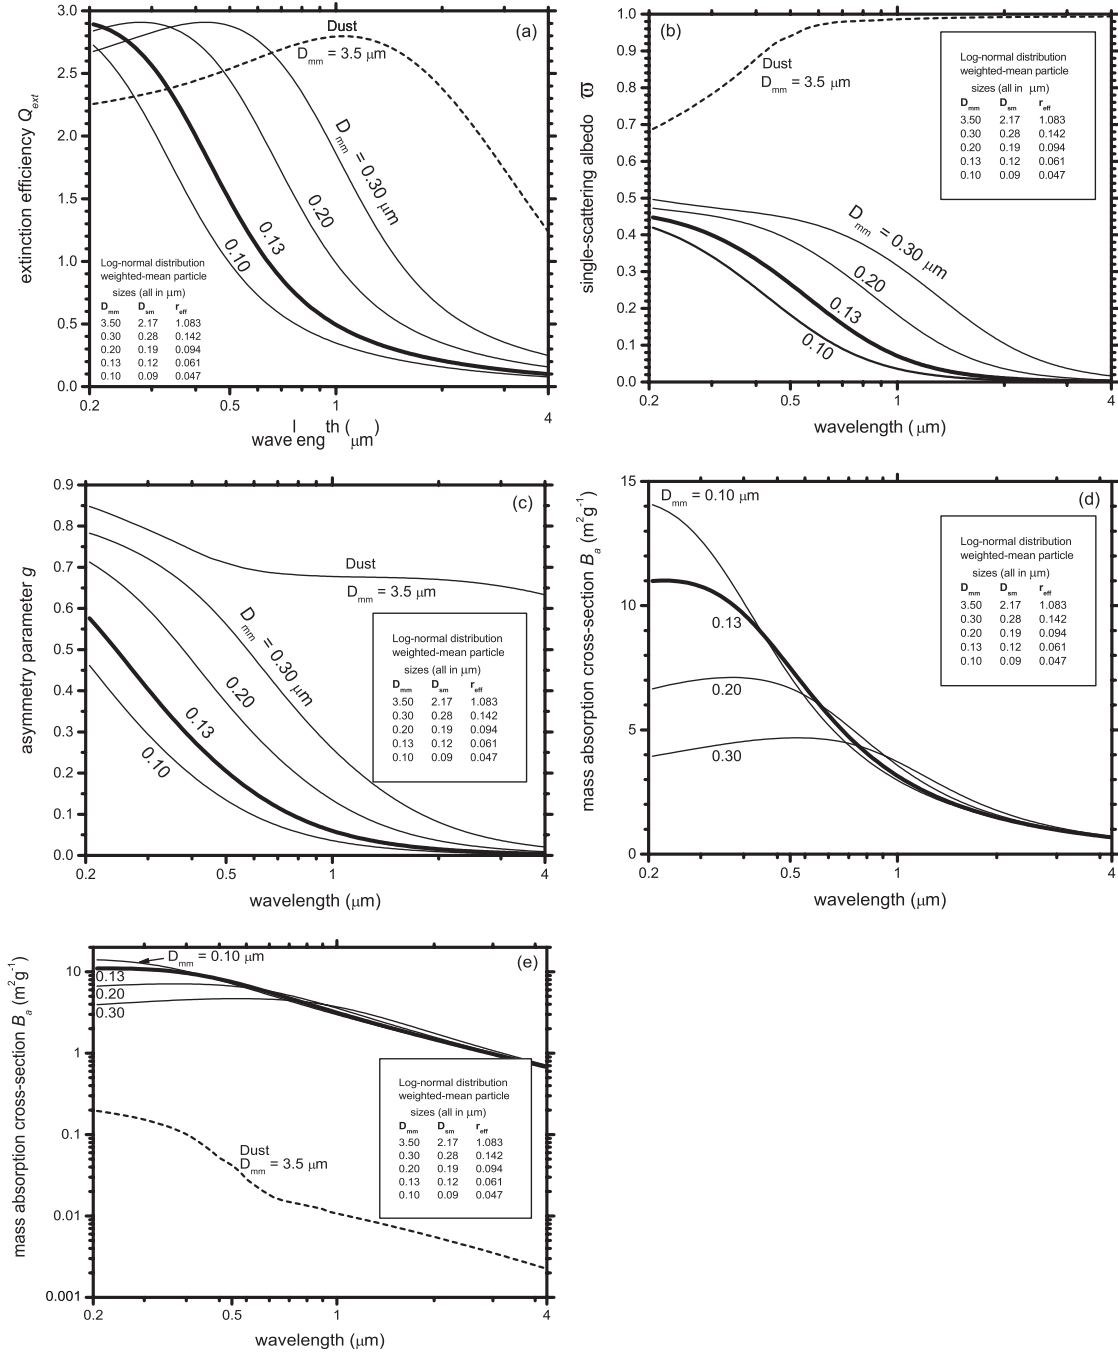 (a)
extinction efficiency Q_ext
3.0
2.5
2.0
1.5
1.0
0.5
0.0
Dust
D_mm = 3.5 μm
D_mm = 0.30 μm
0.20
0.13
0.10
Log-normal distribution
weighted-mean particle
sizes (all in μm)
D_mm D_sm r_eff
3.50 2.17 1.083
0.30 0.28 0.142
0.20 0.19 0.094
0.13 0.12 0.061
0.10 0.09 0.047
0.2 0.5 1 4
l th (
wave eng μm)
(b)
single-scattering albedo ϖ
1.0
0.9
0.8
0.7
0.6
0.5
0.4
0.3
0.2
0.1
0.0
Dust
D_mm = 3.5 μm
Log-normal distribution
weighted-mean particle
sizes (all in μm)
D_mm D_sm r_eff
3.50 2.17 1.083
0.30 0.28 0.142
0.20 0.19 0.094
0.13 0.12 0.061
0.10 0.09 0.047
D_mm = 0.30 μm
0.20
0.13
0.10
0.2 0.5 1 4
wavelength (μm)
(c)
asymmetry parameter g
0.9
0.8
0.7
0.6
0.5
0.4
0.3
0.2
0.1
0.0
Dust
D_mm = 3.5 μm
D_mm = 0.30 μm
0.20
0.13
0.10
Log-normal distribution
weighted-mean particle
sizes (all in μm)
D_mm D_sm r_eff
3.50 2.17 1.083
0.30 0.28 0.142
0.20 0.19 0.094
0.13 0.12 0.061
0.10 0.09 0.047
0.2 0.5 1 4
wavelength (μm)
(d)
mass absorption cross-section B_a (m²g⁻¹)
15
10
5
0
D_mm = 0.10 μm
0.13
0.20
0.30
Log-normal distribution
weighted-mean particle
sizes (all in μm)
D_mm D_sm r_eff
3.50 2.17 1.083
0.30 0.28 0.142
0.20 0.19 0.094
0.13 0.12 0.061
0.10 0.09 0.047
0.2 0.5 1 4
wavelength (μm)
(e)
mass absorption cross-section B_a (m²g⁻¹)
10
1
0.1
0.01
0.001
D_mm = 0.10 μm
0.13
0.20
0.30
Dust
D_mm = 3.5 μm
Log-normal distribution
weighted-mean particle
sizes (all in μm)
D_mm D_sm r_eff
3.50 2.17 1.083
0.30 0.28 0.142
0.20 0.19 0.094
0.13 0.12 0.061
0.10 0.09 0.047
0.2 0.5 1 4
wavelength (μm)